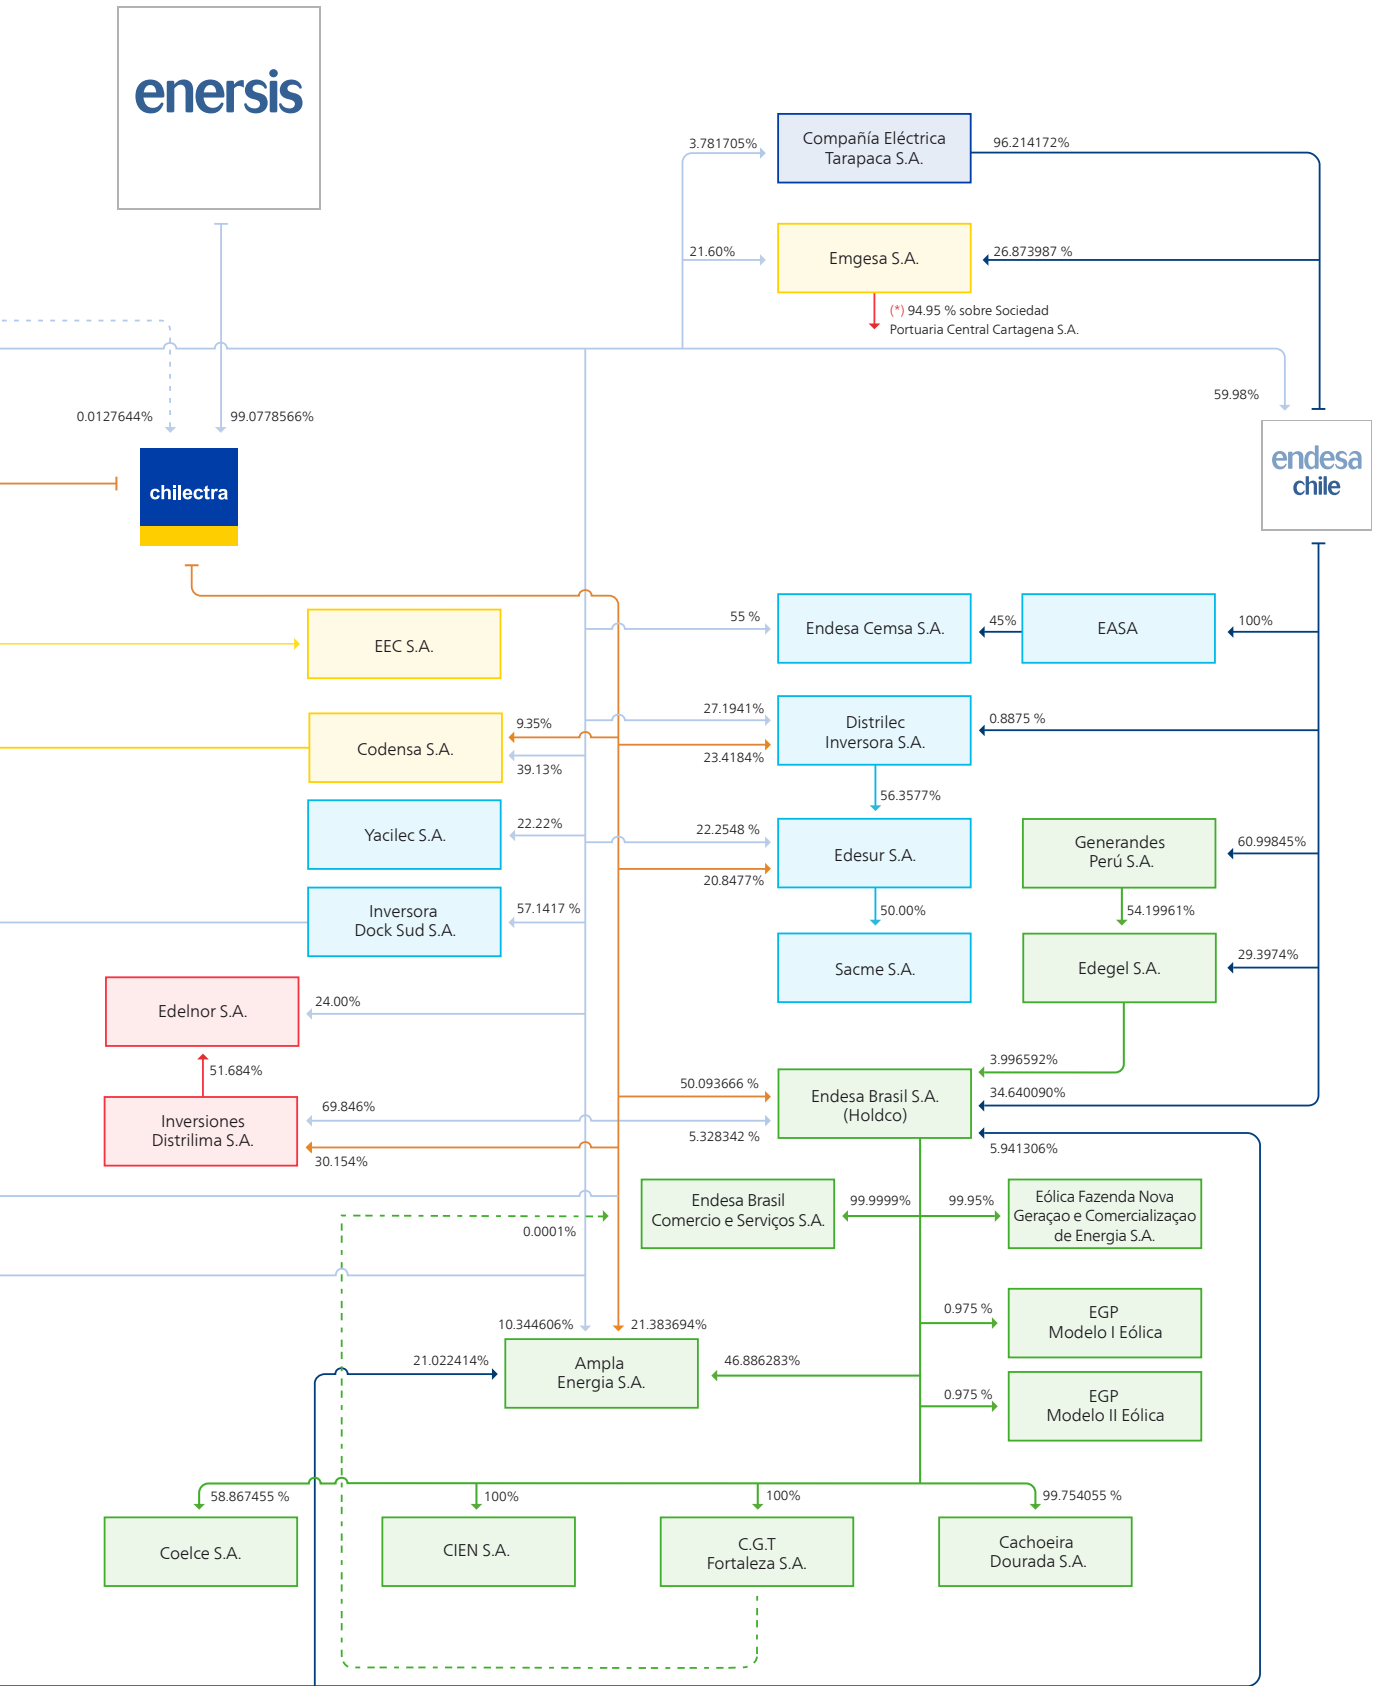 enersis
3.781705%
Compañía Eléctrica
Tarapaca S.A.
96.214172%
21.60%
Emgesa S.A.
26.873987 %
(*) 94.95 % sobre Sociedad
Portuaria Central Cartagena S.A.
59.98%
0.0127644%
99.0778566%
endesa
chile
chilectra
55 %
Endesa Cemsa S.A.
45%
EASA
100%
EEC S.A.
27.1941%
Distrilec
Inversora S.A.
0.8875 %
9.35%
Codensa S.A.
23.4184%
39.13%
56.3577%
22.22%
Yacilec S.A.
22.2548 %
Edesur S.A.
Generandes
Perú S.A.
60.99845%
20.8477%
Inversora
Dock Sud S.A.
57.1417 %
50.00%
54.19961%
Sacme S.A.
Edegel S.A.
29.3974%
Edelnor S.A.
24.00%
51.684%
3.996592%
50.093666 %
Endesa Brasil S.A.
(Holdco)
34.640090%
Inversiones
Distrilima S.A.
69.846%
5.328342 %
5.941306%
30.154%
Endesa Brasil
Comercio e Serviços S.A.
99.9999%
99.95%
Eólica Fazenda Nova
Geraçao e Comercializaçao
de Energia S.A.
0.0001%
0.975 %
EGP
Modelo I Eólica
10.344606%
21.383694%
21.022414%
Ampla
Energia S.A.
46.886283%
0.975 %
EGP
Modelo II Eólica
58.867455 %
100%
100%
99.754055 %
Coelce S.A.
CIEN S.A.
C.G.T
Fortaleza S.A.
Cachoeira
Dourada S.A.